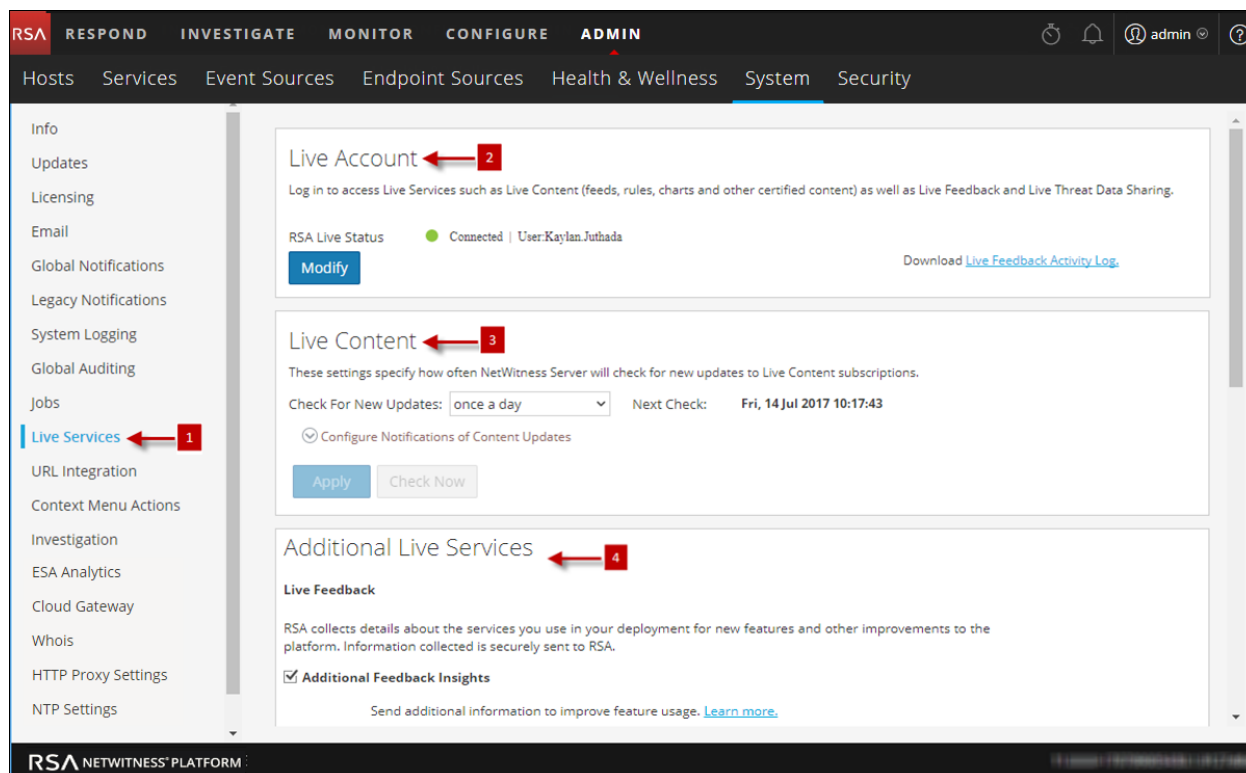 RSA RESPOND INVESTIGATE MONITOR CONFIGURE ADMIN admin ?
Hosts Services Event Sources Endpoint Sources Health & Wellness System Security
Info
Updates
Licensing
Email
Global Notifications
Legacy Notifications
System Logging
Global Auditing
Jobs
Live Services 1
URL Integration
Context Menu Actions
Investigation
ESA Analytics
Cloud Gateway
Whois
HTTP Proxy Settings
NTP Settings
Live Account 2
Log in to access Live Services such as Live Content (feeds, rules, charts and other certified content) as well as Live Feedback and Live Threat Data Sharing.
RSA Live Status Connected | User:Kaylan.Juthada
Modify
Download Live Feedback Activity Log.
Live Content 3
These settings specify how often NetWitness Server will check for new updates to Live Content subscriptions.
Check For New Updates: once a day Next Check: Fri, 14 Jul 2017 10:17:43
Configure Notifications of Content Updates
Apply Check Now
Additional Live Services 4
Live Feedback
RSA collects details about the services you use in your deployment for new features and other improvements to the
platform. Information collected is securely sent to RSA.
Additional Feedback Insights
Send additional information to improve feature usage. Learn more.
RSA NETWITNESS® PLATFORM